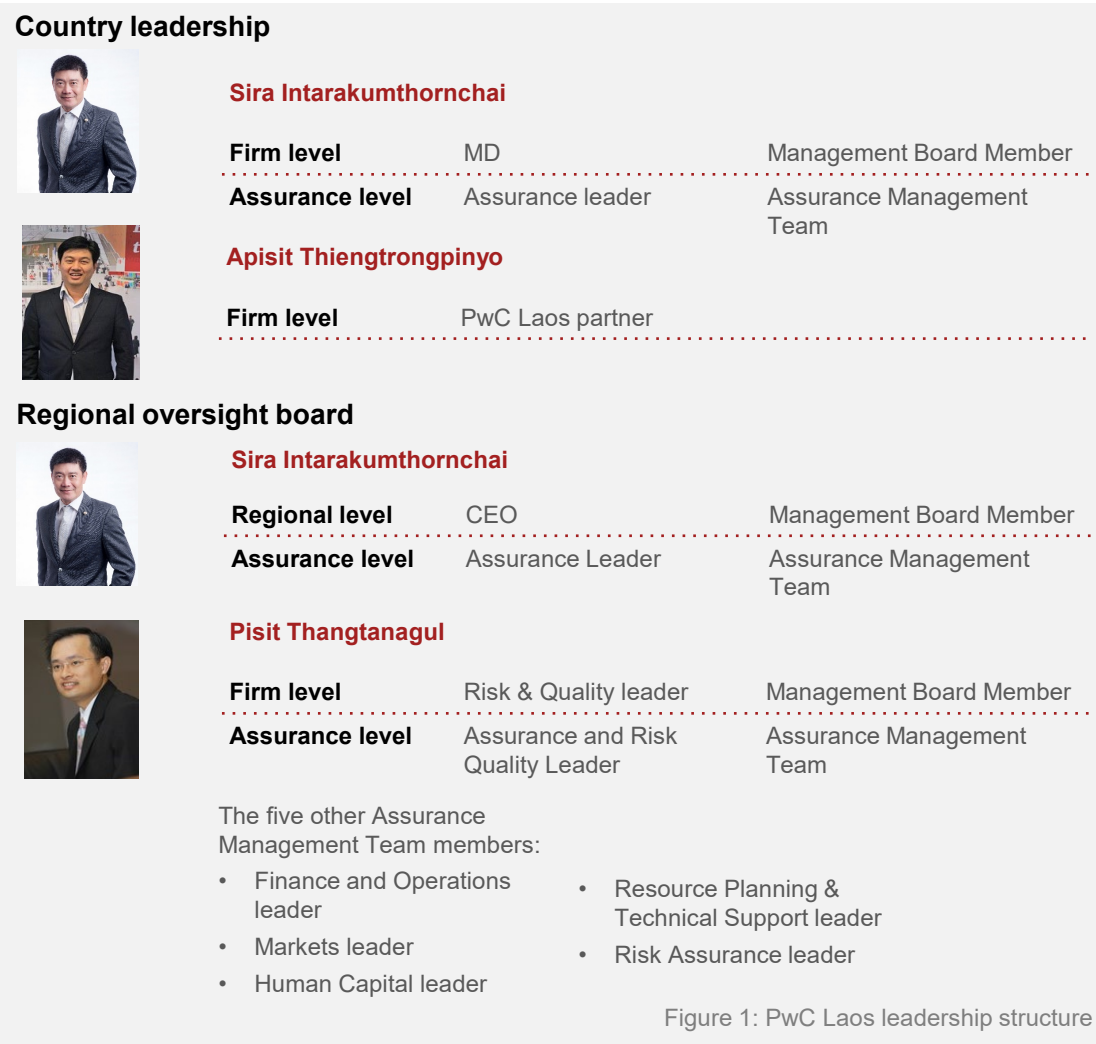 Country leadership
Sira Intarakumthornchai
Firm level MD Management Board Member
Assurance level Assurance leader Assurance Management
Team
Apisit Thiengtrongpinyo
Firm level PwC Laos partner
Regional oversight board
Sira Intarakumthornchai
Regional level CEO Management Board Member
Assurance level Assurance Leader Assurance Management
Team
Pisit Thangtanagul
Firm level Risk & Quality leader Management Board Member
Assurance level Assurance and Risk Assurance Management
Quality Leader Team
The five other Assurance
Management Team members:
• Finance and Operations
leader
• Markets leader
• Human Capital leader
• Resource Planning &
Technical Support leader
• Risk Assurance leader
Figure 1: PwC Laos leadership structure